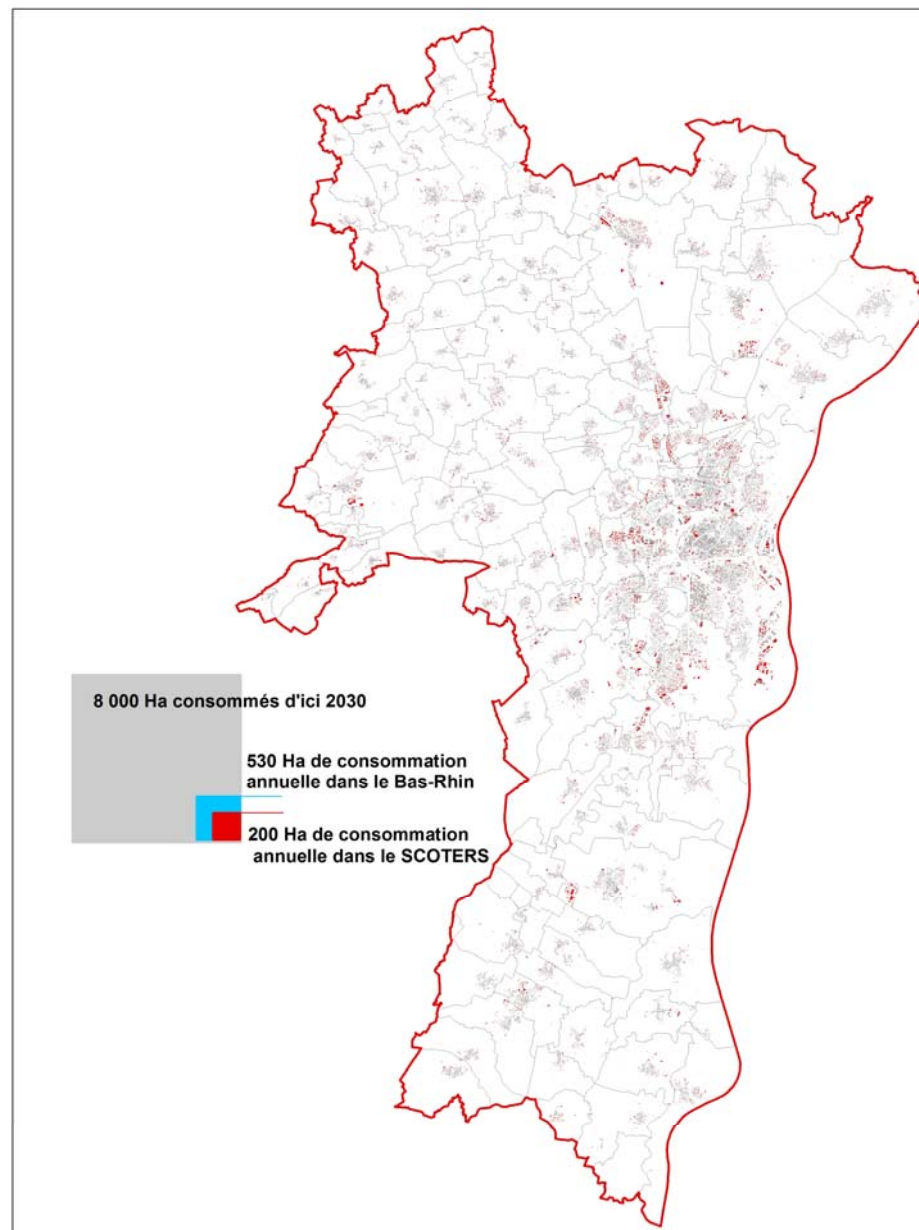 8 000 Ha consommés d'ici 2030
530 Ha de consommation
annuelle dans le Bas-Rhin
200 Ha de consommation
annuelle dans le SCOTERS